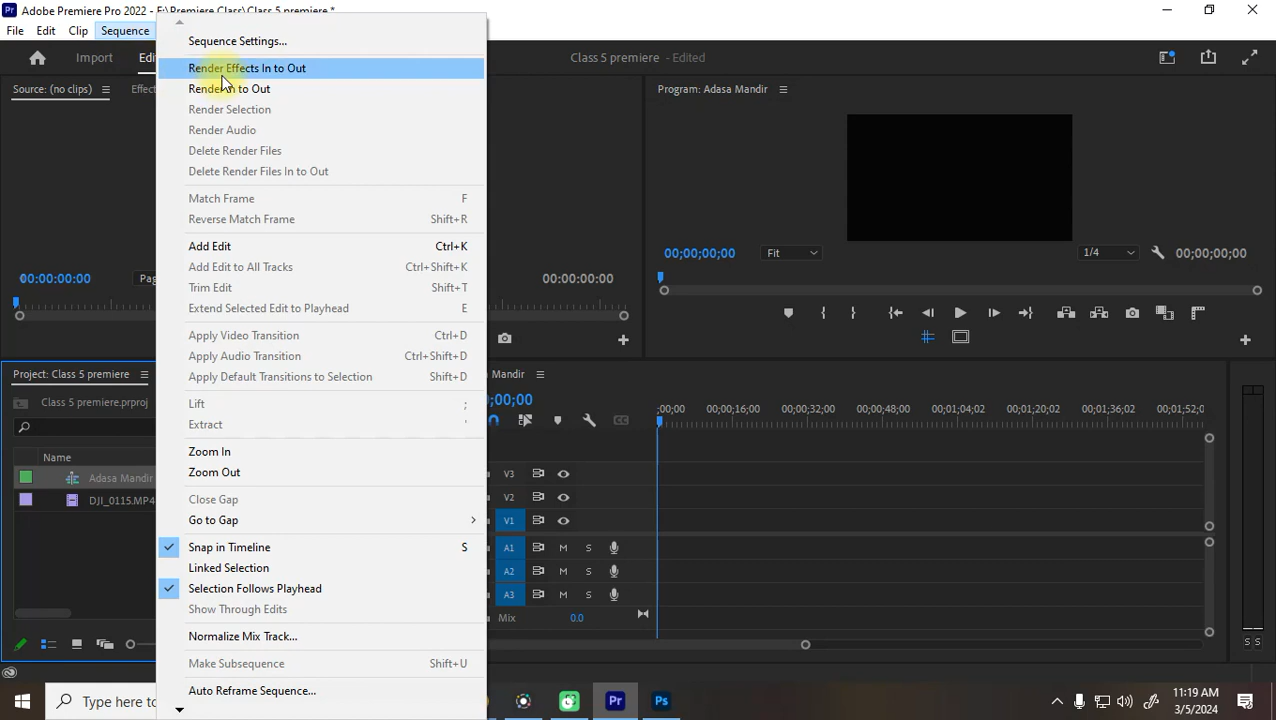 Adobe Premiere Pro 2022 - F:\Premiere Class\Class 5 premiere *
File Edit Clip Sequence
Import
Class 5 premiere - Edited
Source: (no clips)
Program: Adasa Mandir
00:00:00:00
00:00:00:00
00;00;00;00
Fit
1/4
00;00;00;00
Sequence Settings...
Render Effects In to Out
Render In to Out
Render Selection
Render Audio
Delete Render Files
Delete Render Files In to Out
Match Frame F
Reverse Match Frame Shift+R
Add Edit Ctrl+K
Add Edit to All Tracks Ctrl+Shift+K
Trim Edit Shift+T
Extend Selected Edit to Playhead E
Apply Video Transition Ctrl+D
Apply Audio Transition Ctrl+Shift+D
Apply Default Transitions to Selection Shift+D
Lift ;
Extract '
Zoom In
Zoom Out
Close Gap
Go to Gap
Snap in Timeline S
Linked Selection
Selection Follows Playhead
Show Through Edits
Normalize Mix Track...
Make Subsequence Shift+U
Auto Reframe Sequence...
Project: Class 5 premiere
Class 5 premiere.prproj
Name
Adasa Mandir
DJI_0115.MP4
Mandir
;00;00 00;00;16;00 00;00;32;00 00;00;48;00 00;01;04;02 00;01;20;02 00;01;36;02 00;01;52;0
V3
V2
V1
A1 M S
A2 M S
A3 M S
Mix 0.0
S S
Type here to
Pr
Ps
11:19 AM
3/5/2024